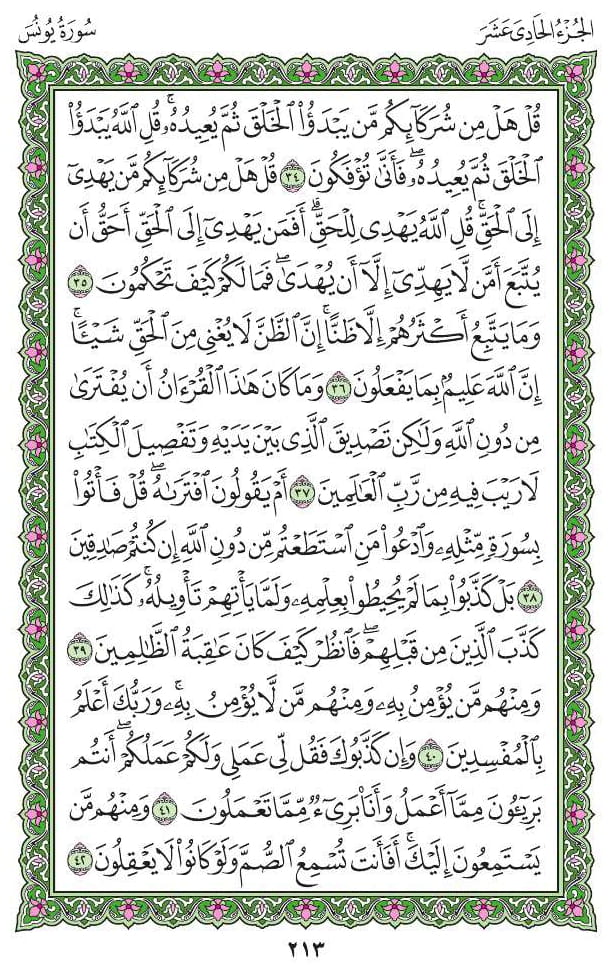 الجُزْءُ الحَادِى عَشَرَ
سُورَةُ يُونُسَ
قُلْ هَلْ مِن شُرَكَآئِكُم مَّن يَبْدَؤُا۟ ٱلْخَلْقَ ثُمَّ يُعِيدُهُۥۚ قُلِ ٱللَّهُ يَبْدَؤُا۟
ٱلْخَلْقَ ثُمَّ يُعِيدُهُۥۖ فَأَنَّىٰ تُؤْفَكُونَ ٣٤ قُلْ هَلْ مِن شُرَكَآئِكُم مَّن يَهْدِىٓ
إِلَى ٱلْحَقِّۚ قُلِ ٱللَّهُ يَهْدِى لِلْحَقِّۗ أَفَمَن يَهْدِىٓ إِلَى ٱلْحَقِّ أَحَقُّ أَن
يُتَّبَعَ أَمَّن لَّا يَهِدِّىٓ إِلَّآ أَن يُهْدَىٰۖ فَمَا لَكُمْ كَيْفَ تَحْكُمُونَ ٣٥
وَمَا يَتَّبِعُ أَكْثَرُهُمْ إِلَّا ظَنًّاۚ إِنَّ ٱلظَّنَّ لَا يُغْنِى مِنَ ٱلْحَقِّ شَيْـًٔاۚ
إِنَّ ٱللَّهَ عَلِيمٌۢ بِمَا يَفْعَلُونَ ٣٦ وَمَا كَانَ هَٰذَا ٱلْقُرْءَانُ أَن يُفْتَرَىٰ
مِن دُونِ ٱللَّهِ وَلَٰكِن تَصْدِيقَ ٱلَّذِى بَيْنَ يَدَيْهِ وَتَفْصِيلَ ٱلْكِتَٰبِ
لَا رَيْبَ فِيهِ مِن رَّبِّ ٱلْعَٰلَمِينَ ٣٧ أَمْ يَقُولُونَ ٱفْتَرَىٰهُۖ قُلْ فَأْتُوا۟
بِسُورَةٍ مِّثْلِهِۦ وَٱدْعُوا۟ مَنِ ٱسْتَطَعْتُم مِّن دُونِ ٱللَّهِ إِن كُنتُمْ صَٰدِقِينَ
٣٨ بَلْ كَذَّبُوا۟ بِمَا لَمْ يُحِيطُوا۟ بِعِلْمِهِۦ وَلَمَّا يَأْتِهِمْ تَأْوِيلُهُۥۚ كَذَٰلِكَ
كَذَّبَ ٱلَّذِينَ مِن قَبْلِهِمْۖ فَٱنظُرْ كَيْفَ كَانَ عَٰقِبَةُ ٱلظَّٰلِمِينَ ٣٩
وَمِنْهُم مَّن يُؤْمِنُ بِهِۦ وَمِنْهُم مَّن لَّا يُؤْمِنُ بِهِۦۚ وَرَبُّكَ أَعْلَمُ
بِٱلْمُفْسِدِينَ ٤٠ وَإِن كَذَّبُوكَ فَقُل لِّى عَمَلِى وَلَكُمْ عَمَلُكُمْۖ أَنتُم
بَرِيٓـُٔونَ مِمَّآ أَعْمَلُ وَأَنَا۠ بَرِىٓءٌ مِّمَّا تَعْمَلُونَ ٤١ وَمِنْهُم مَّن
يَسْتَمِعُونَ إِلَيْكَۚ أَفَأَنتَ تُسْمِعُ ٱلصُّمَّ وَلَوْ كَانُوا۟ لَا يَعْقِلُونَ ٤٢
٢١٣